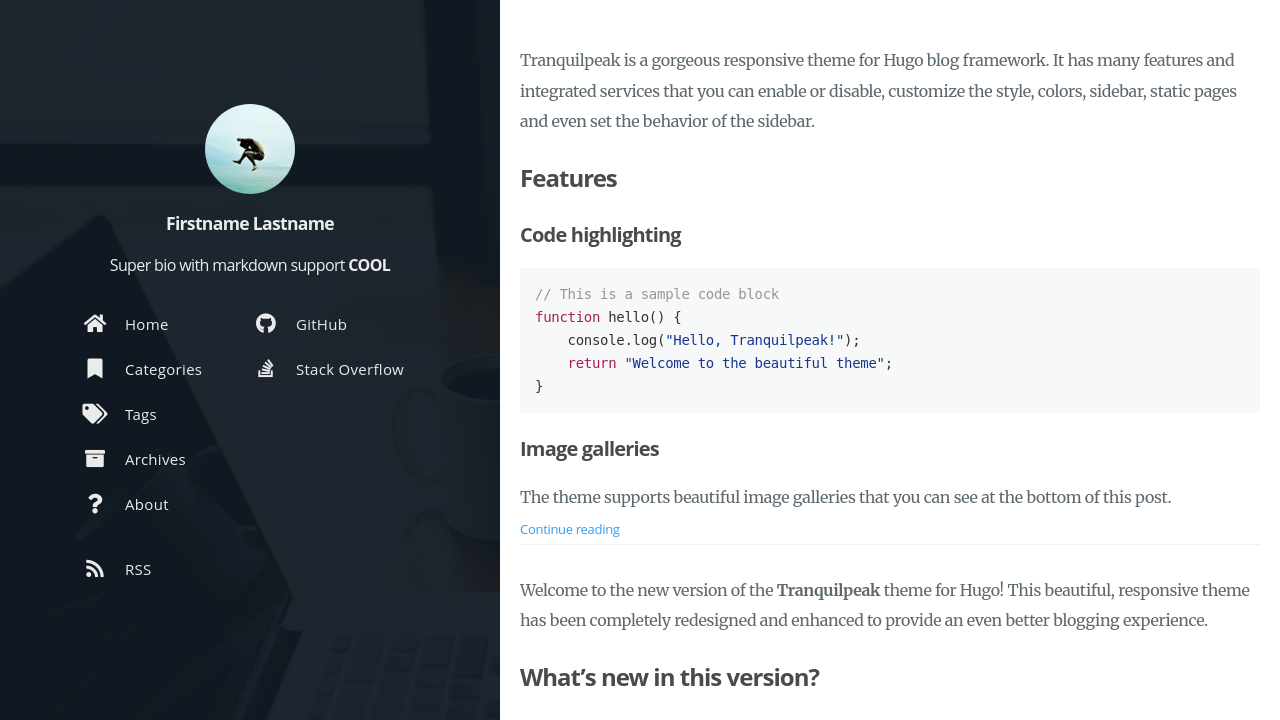 Firstname Lastname
Super bio with markdown support COOL
Home
Categories
Tags
Archives
About
RSS
GitHub
Stack Overflow
Tranquilpeak is a gorgeous responsive theme for Hugo blog framework. It has many features and
integrated services that you can enable or disable, customize the style, colors, sidebar, static pages
and even set the behavior of the sidebar.
Features
Code highlighting
// This is a sample code block
function hello() {
    console.log("Hello, Tranquilpeak!");
    return "Welcome to the beautiful theme";
}
Image galleries
The theme supports beautiful image galleries that you can see at the bottom of this post.
Continue reading
Welcome to the new version of the Tranquilpeak theme for Hugo! This beautiful, responsive theme
has been completely redesigned and enhanced to provide an even better blogging experience.
What’s new in this version?